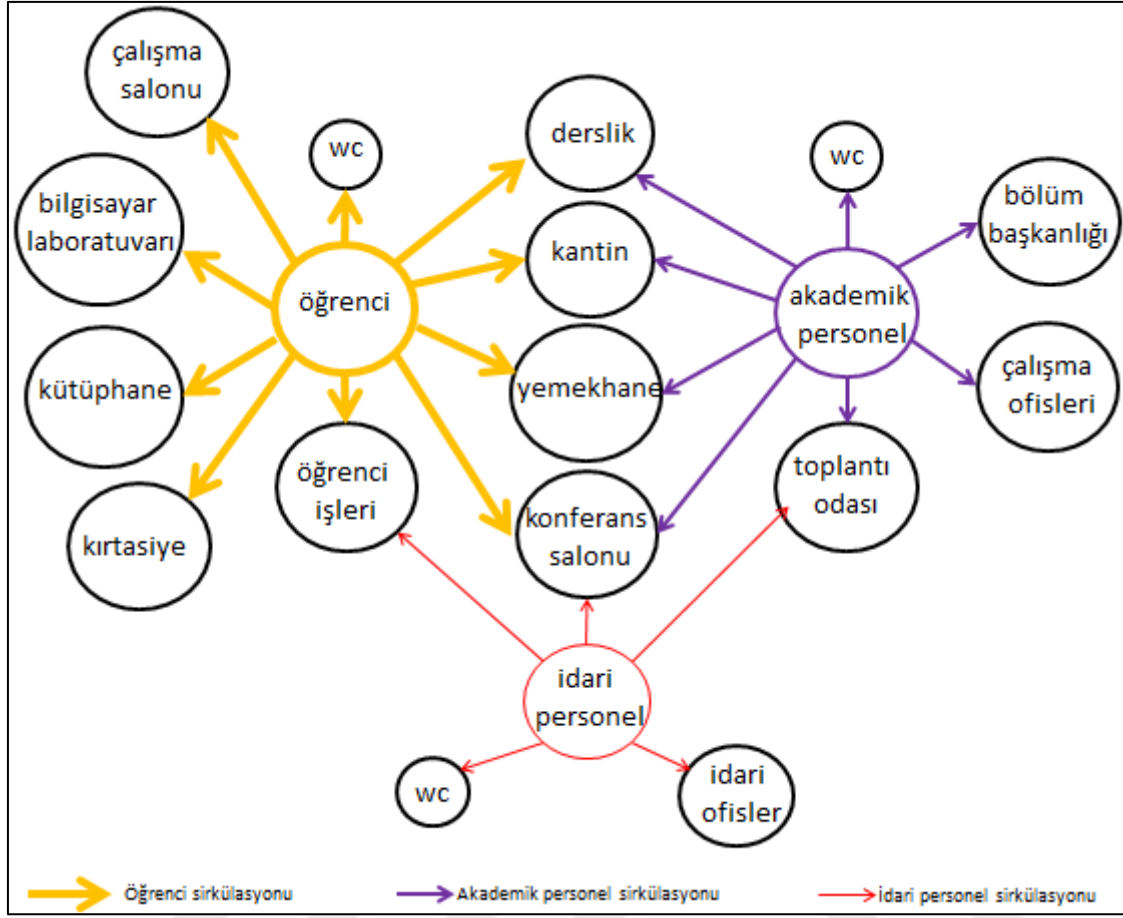 çalışma
salonu
wc
derslik
wc
bilgisayar
laboratuvarı
bölüm
başkanlığı
kantin
öğrenci
akademik
personel
kütüphane
yemekhane
çalışma
ofisleri
öğrenci
işleri
toplantı
odası
kırtasiye
konferans
salonu
idari
personel
wc
idari
ofisler
Öğrenci sirkülasyonu
Akademik personel sirkülasyonu
İdari personel sirkülasyonu